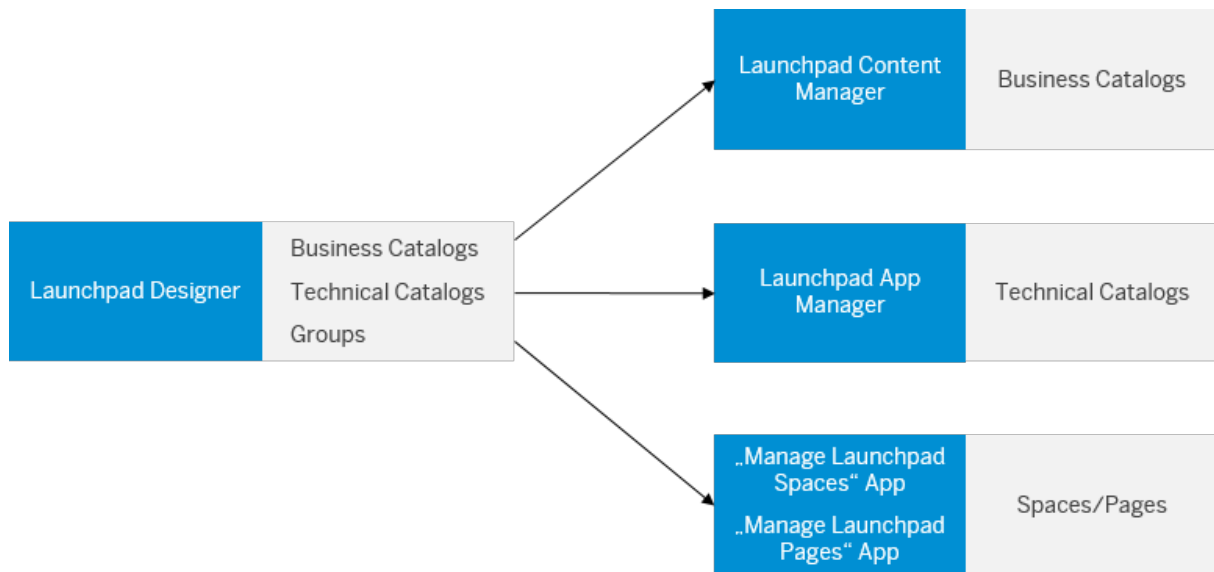 Launchpad Designer
Business Catalogs
Technical Catalogs
Groups
Launchpad Content
Manager
Business Catalogs
Launchpad App
Manager
Technical Catalogs
„Manage Launchpad
Spaces“ App
„Manage Launchpad
Pages“ App
Spaces/Pages